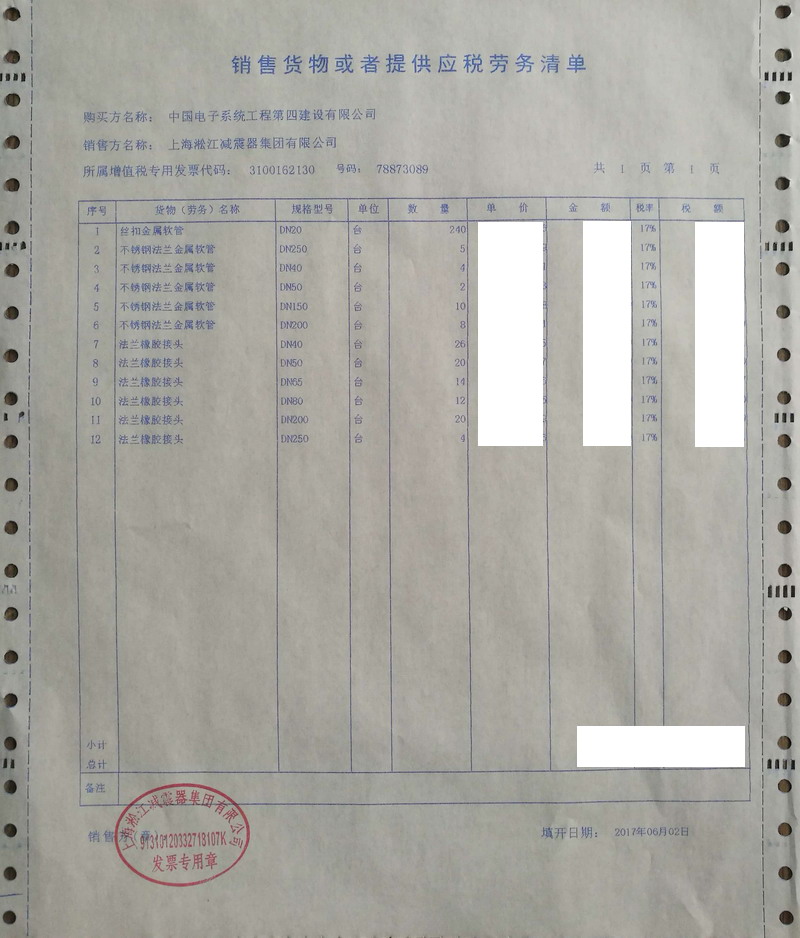 销售货物或者提供应税劳务清单
购买方名称： 中国电子系统工程第四建设有限公司
销售方名称： 上海淞江减震器集团有限公司
所属增值税专用发票代码： 3100162130 号码： 78873089 共 1 页 第 1 页
序号 货物（劳务）名称 规格型号 单位 数 量 单 价 金 额 税率 税 额
1 丝扣金属软管 DN20 台 240 17%
2 不锈钢法兰金属软管 DN250 台 5 17%
3 不锈钢法兰金属软管 DN40 台 4 17%
4 不锈钢法兰金属软管 DN50 台 2 17%
5 不锈钢法兰金属软管 DN150 台 10 17%
6 不锈钢法兰金属软管 DN200 台 8 17%
7 法兰橡胶接头 DN40 台 26 17%
8 法兰橡胶接头 DN50 台 20 17%
9 法兰橡胶接头 DN65 台 14 17%
10 法兰橡胶接头 DN80 台 12 17%
11 法兰橡胶接头 DN200 台 20 17%
12 法兰橡胶接头 DN250 台 4 17%
小计
总计
备注
销售 填开日期： 2017年06月02日
上海淞江减震器集团有限公司
91310120332718107K
发票专用章